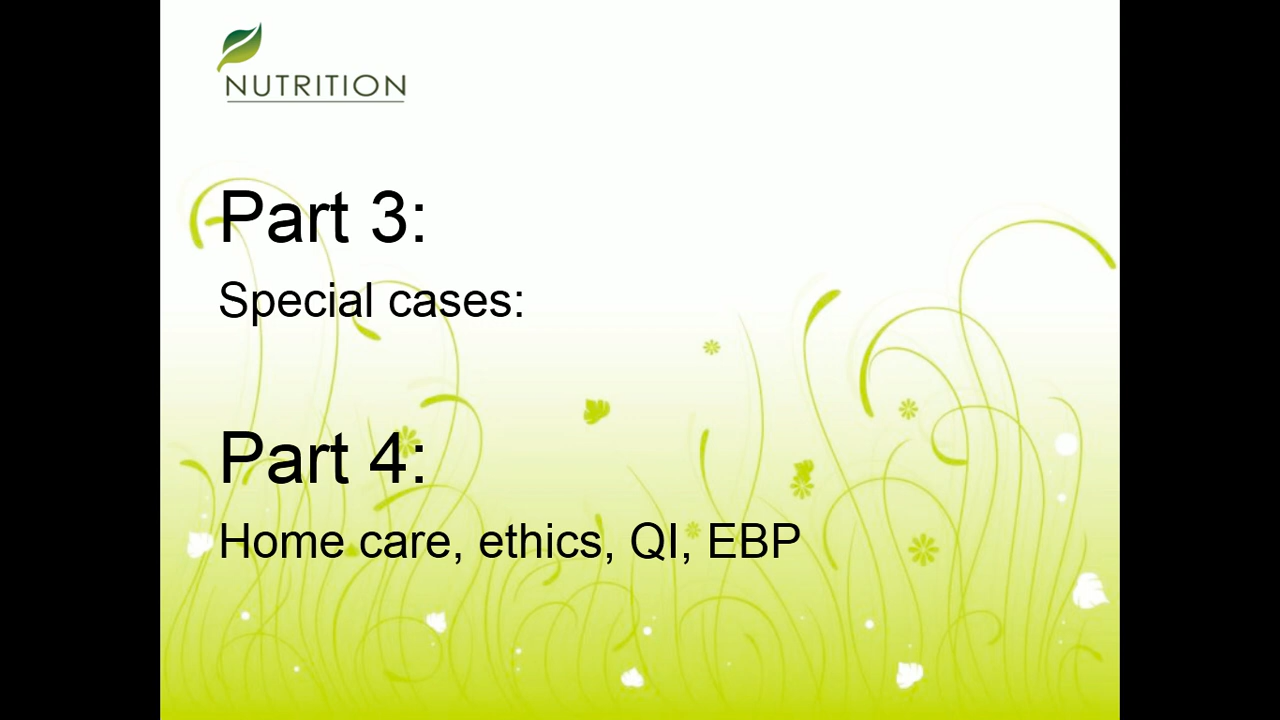 NUTRITION
Part 3:
Special cases:
Part 4:
Home care, ethics, QI, EBP